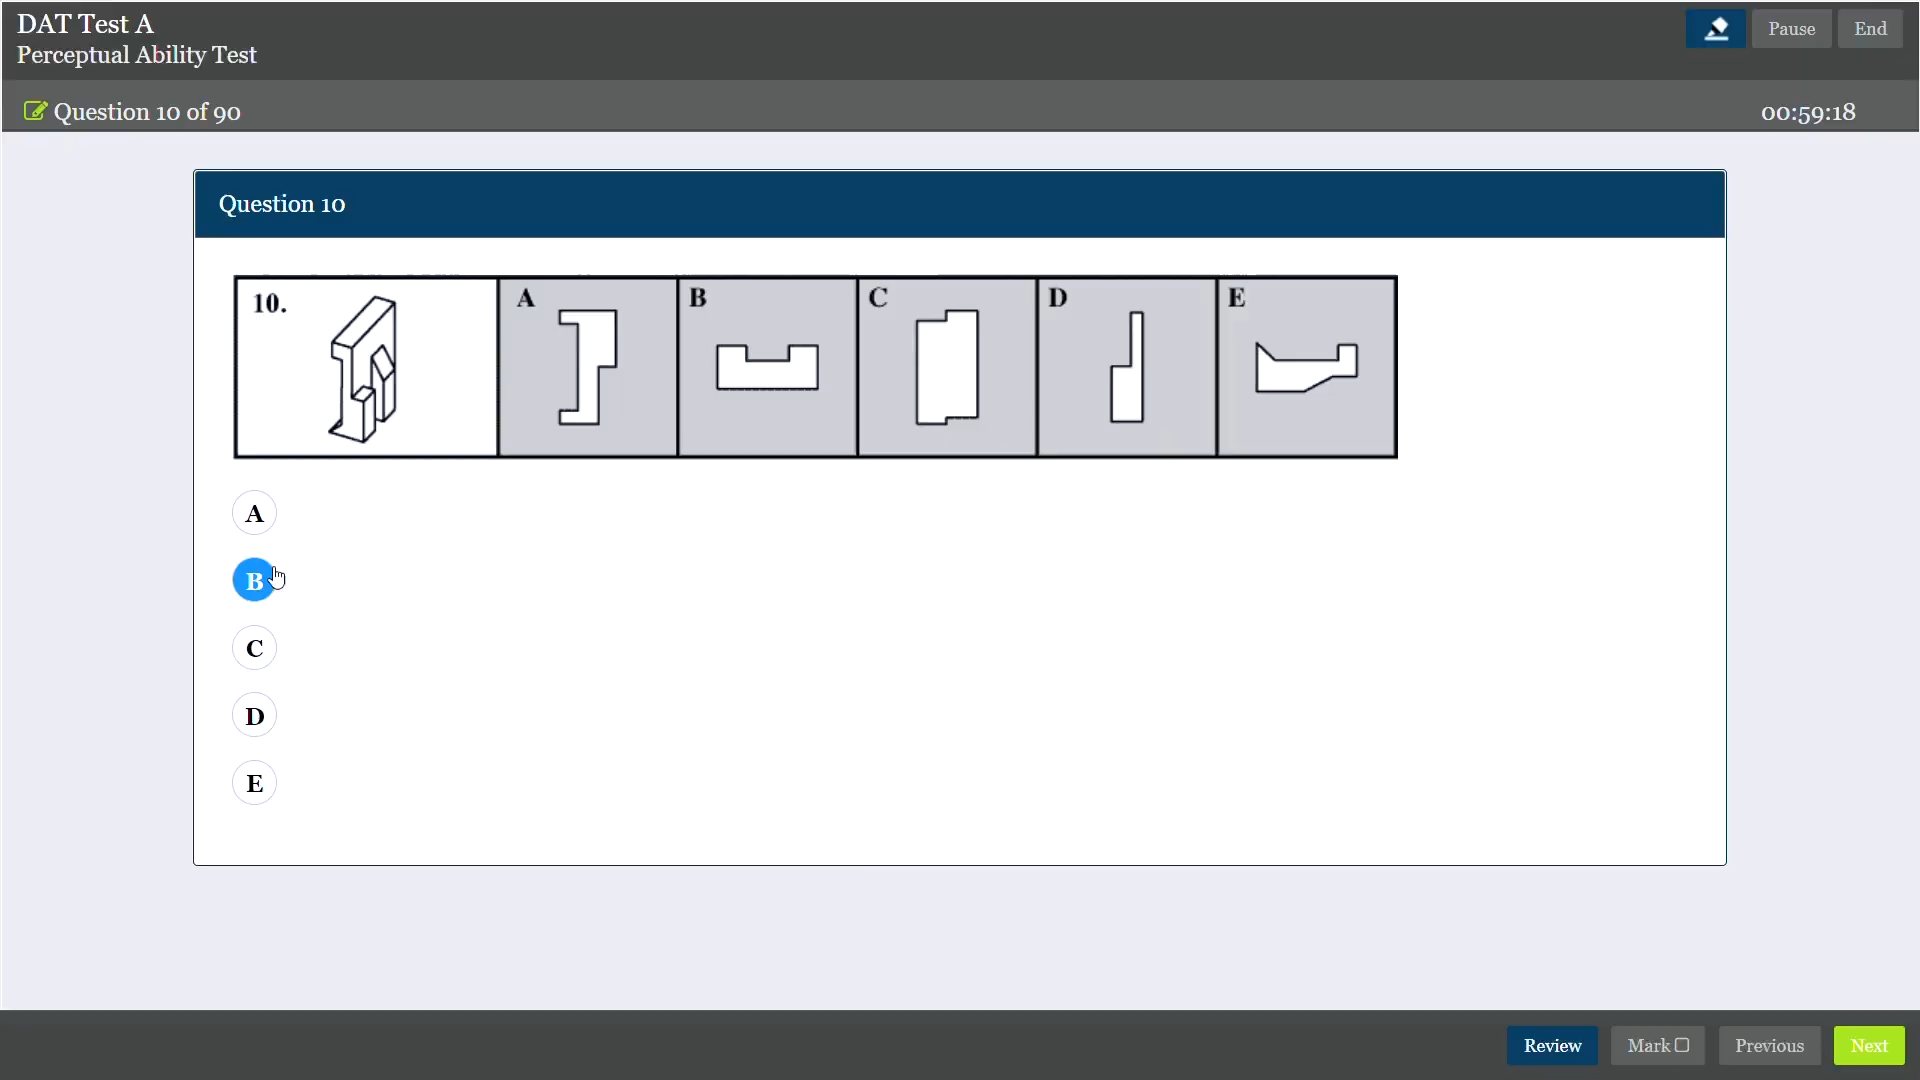 DAT Test A
Perceptual Ability Test
Pause
End
Question 10 of 90
00:59:18
Question 10
10.
A
B
C
D
E
A
B
C
D
E
Review
Mark
Previous
Next